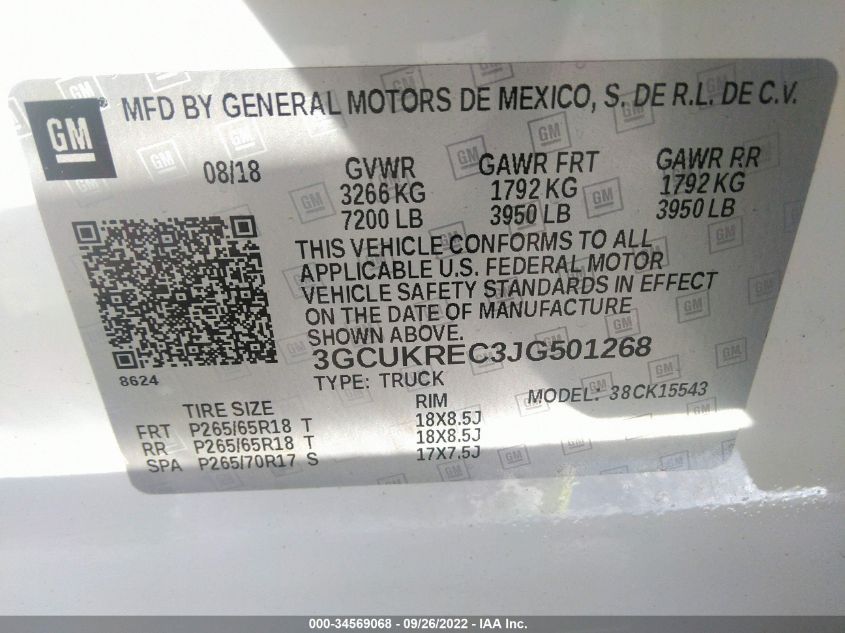 GM
MFD BY GENERAL MOTORS DE MEXICO, S. DE R.L. DE C.V.
08/18 GVWR GAWR FRT GAWR RR
3266 KG 1792 KG 1792 KG
7200 LB 3950 LB 3950 LB
THIS VEHICLE CONFORMS TO ALL
APPLICABLE U.S. FEDERAL MOTOR
VEHICLE SAFETY STANDARDS IN EFFECT
ON THE DATE OF MANUFACTURE
SHOWN ABOVE.
3GCUKREC3JG501268
8624
TYPE: TRUCK MODEL: 38CK15543
TIRE SIZE RIM
FRT P265/65R18 T 18X8.5J
RR P265/65R18 T 18X8.5J
SPA P265/70R17 S 17X7.5J
000-34569068 - 09/26/2022 - IAA Inc.